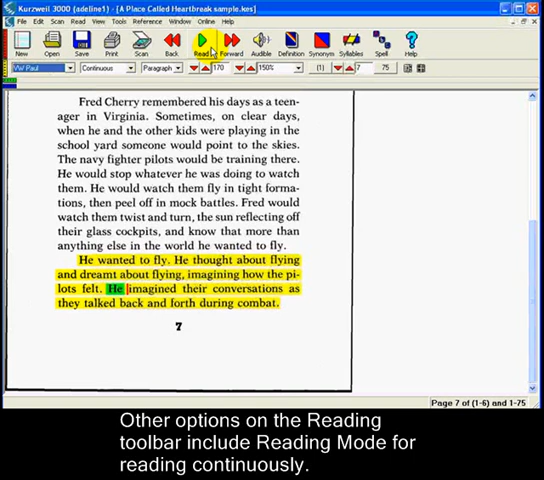 Kurzweil 3000 (adeline1) - [A Place Called Heartbreak sample.kes]
File Edit Scan Read View Tools Reference Window Online Help
New Open Save Print Scan Back Read Forward Audible Definition Synonym Syllables Spell Help
VW Paul Continuous Paragraph 170 150% (1) 7 75
Fred Cherry remembered his days as a teen-
ager in Virginia. Sometimes, on clear days,
when he and the other kids were playing in the
school yard someone would point to the skies.
The navy fighter pilots would be training there.
He would stop whatever he was doing to watch
them. He would watch them fly in tight forma-
tions, then peel off in mock battles. Fred would
watch them twist and turn, the sun reflecting off
their glass cockpits, and know that more than
anything else in the world he wanted to fly.
He wanted to fly. He thought about flying
and dreamt about flying, imagining how the pi-
lots felt. He imagined their conversations as
they talked back and forth during combat.
7
Page 7 of (1-6) and 1-75
Other options on the Reading
toolbar include Reading Mode for
reading continuously.